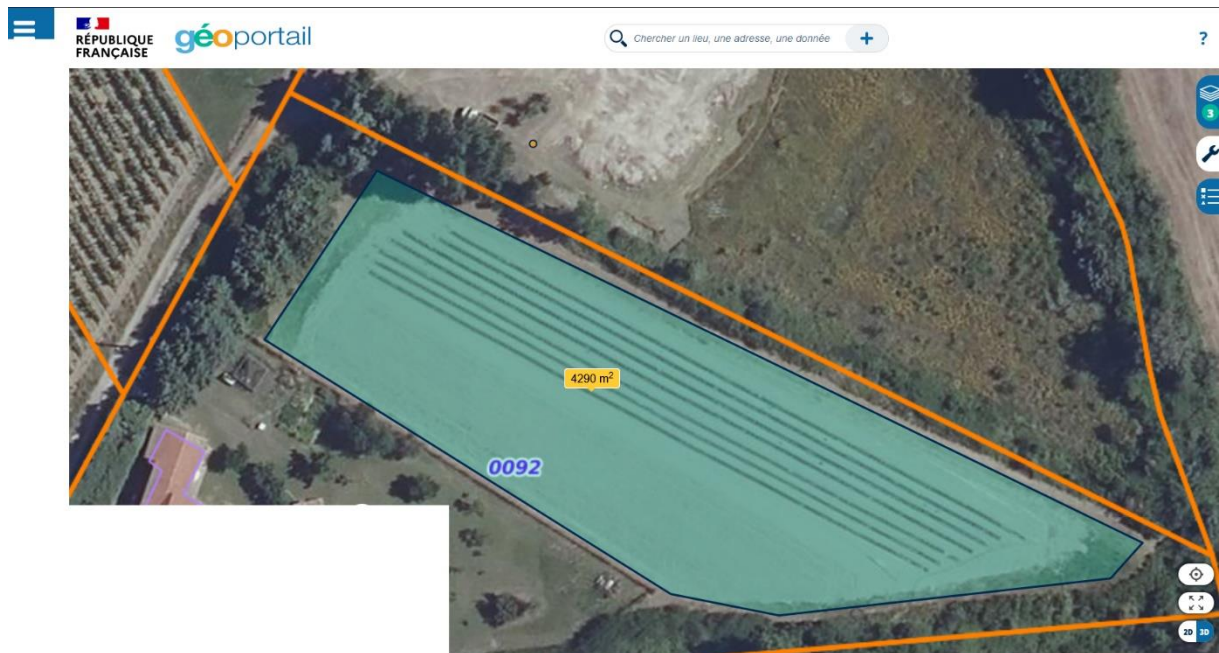 RÉPUBLIQUE
FRANÇAISE
géoportail
Chercher un lieu, une adresse, une donnée
+
?
3
4290 m²
0092
2D 3D